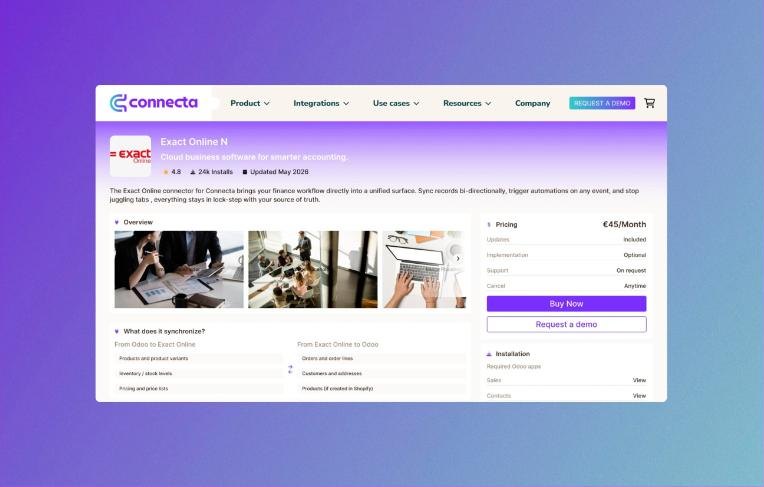 connecta
Product
Integrations
Use cases
Resources
Company
REQUEST A DEMO
= exact
Online
Exact Online N
Cloud business software for smarter accounting.
4.8
24k Installs
Updated May 2026
The Exact Online connector for Connecta brings your finance workflow directly into a unified surface. Sync records bi-directionally, trigger automations on any event, and stop
juggling tabs , everything stays in lock-step with your source of truth.
Overview
Pricing
€45/Month
Updates
Included
Implementation
Optional
Support
On request
Cancel
Anytime
Buy Now
Request a demo
What does it synchronize?
From Odoo to Exact Online
Products and product variants
Inventory / stock levels
Pricing and price lists
From Exact Online to Odoo
Orders and order lines
Customers and addresses
Products (if created in Shopify)
Installation
Required Odoo apps
Sales
View
Contacts
View